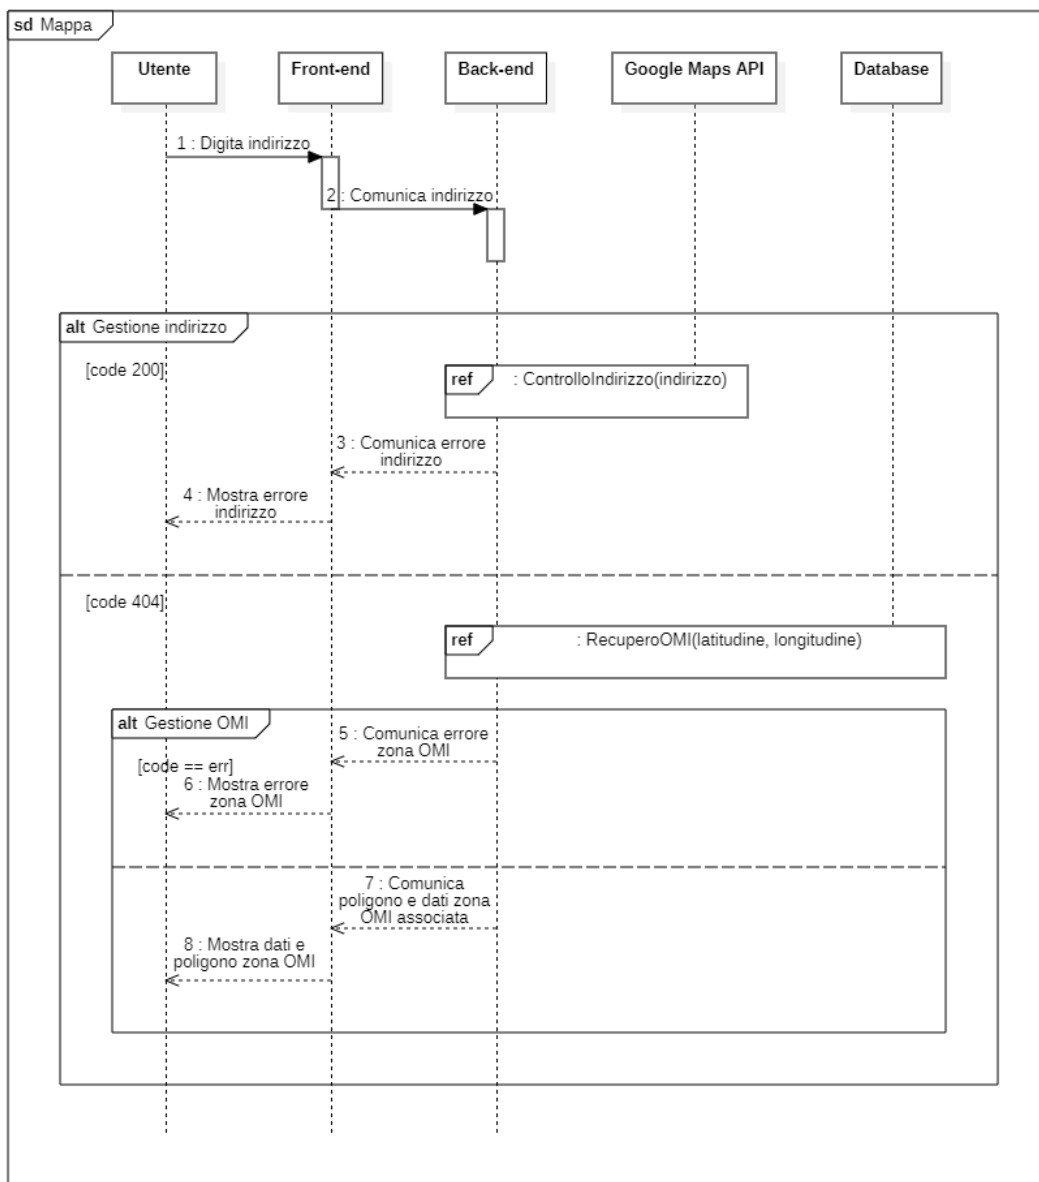 sd Mappa
Utente
Front-end
Back-end
Google Maps API
Database
1 : Digita indirizzo
2 : Comunica indirizzo
alt Gestione indirizzo
[code 200]
ref : ControlloIndirizzo(indirizzo)
3 : Comunica errore
indirizzo
4 : Mostra errore
indirizzo
[code 404]
ref : RecuperoOMI(latitudine, longitudine)
alt Gestione OMI
5 : Comunica errore
zona OMI
[code == err]
6 : Mostra errore
zona OMI
7 : Comunica
poligono e dati zona
OMI associata
8 : Mostra dati e
poligono zona OMI